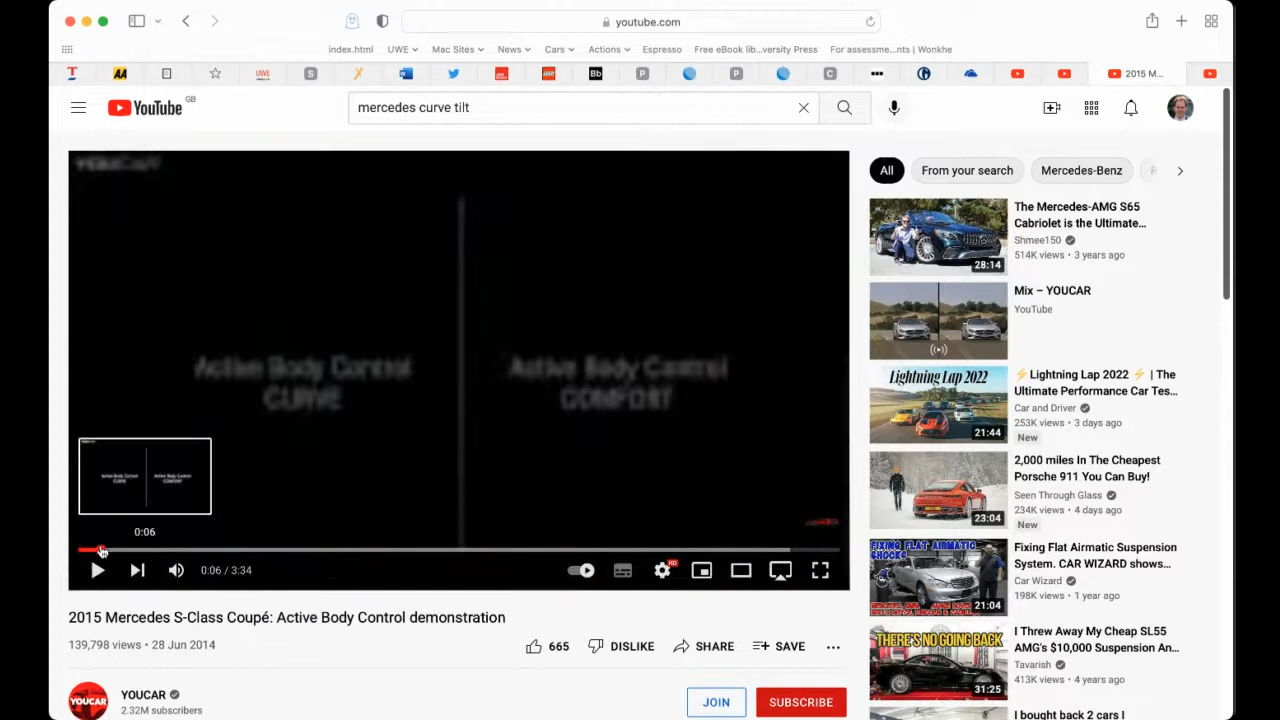 youtube.com
index.html UWE Mac Sites News Cars Actions Espresso Free eBook lib...versity Press For assessme...nts | Wonkhe
AA UWE S W Bb P P C 2015 M...
YouTube GB
mercedes curve tilt
All From your search Mercedes-Benz
Active Body Control CURVE
Active Body Control COMFORT
0:06
0:06 / 3:34
HD
2015 Mercedes S-Class Coupé: Active Body Control demonstration
139,798 views • 28 Jun 2014
665 DISLIKE SHARE SAVE
YOUCAR
YOUCAR
2.32M subscribers
JOIN SUBSCRIBE
The Mercedes-AMG S65
Cabriolet is the Ultimate...
Shmee150
514K views • 3 years ago
28:14
Mix – YOUCAR
YouTube
Lightning Lap 2022
⚡Lightning Lap 2022 ⚡ | The
Ultimate Performance Car Tes...
Car and Driver
253K views • 3 days ago
New
21:44
2,000 miles In The Cheapest
Porsche 911 You Can Buy!
Seen Through Glass
234K views • 4 days ago
New
23:04
FIXING FLAT AIRMATIC
SHOCKS
Fixing Flat Airmatic Suspension
System. CAR WIZARD shows...
Car Wizard
198K views • 1 year ago
21:04
THERE'S NO GOING BACK
I Threw Away My Cheap SL55
AMG's $10,000 Suspension An...
Tavarish
413K views • 4 years ago
31:25
I bought back 2 cars I